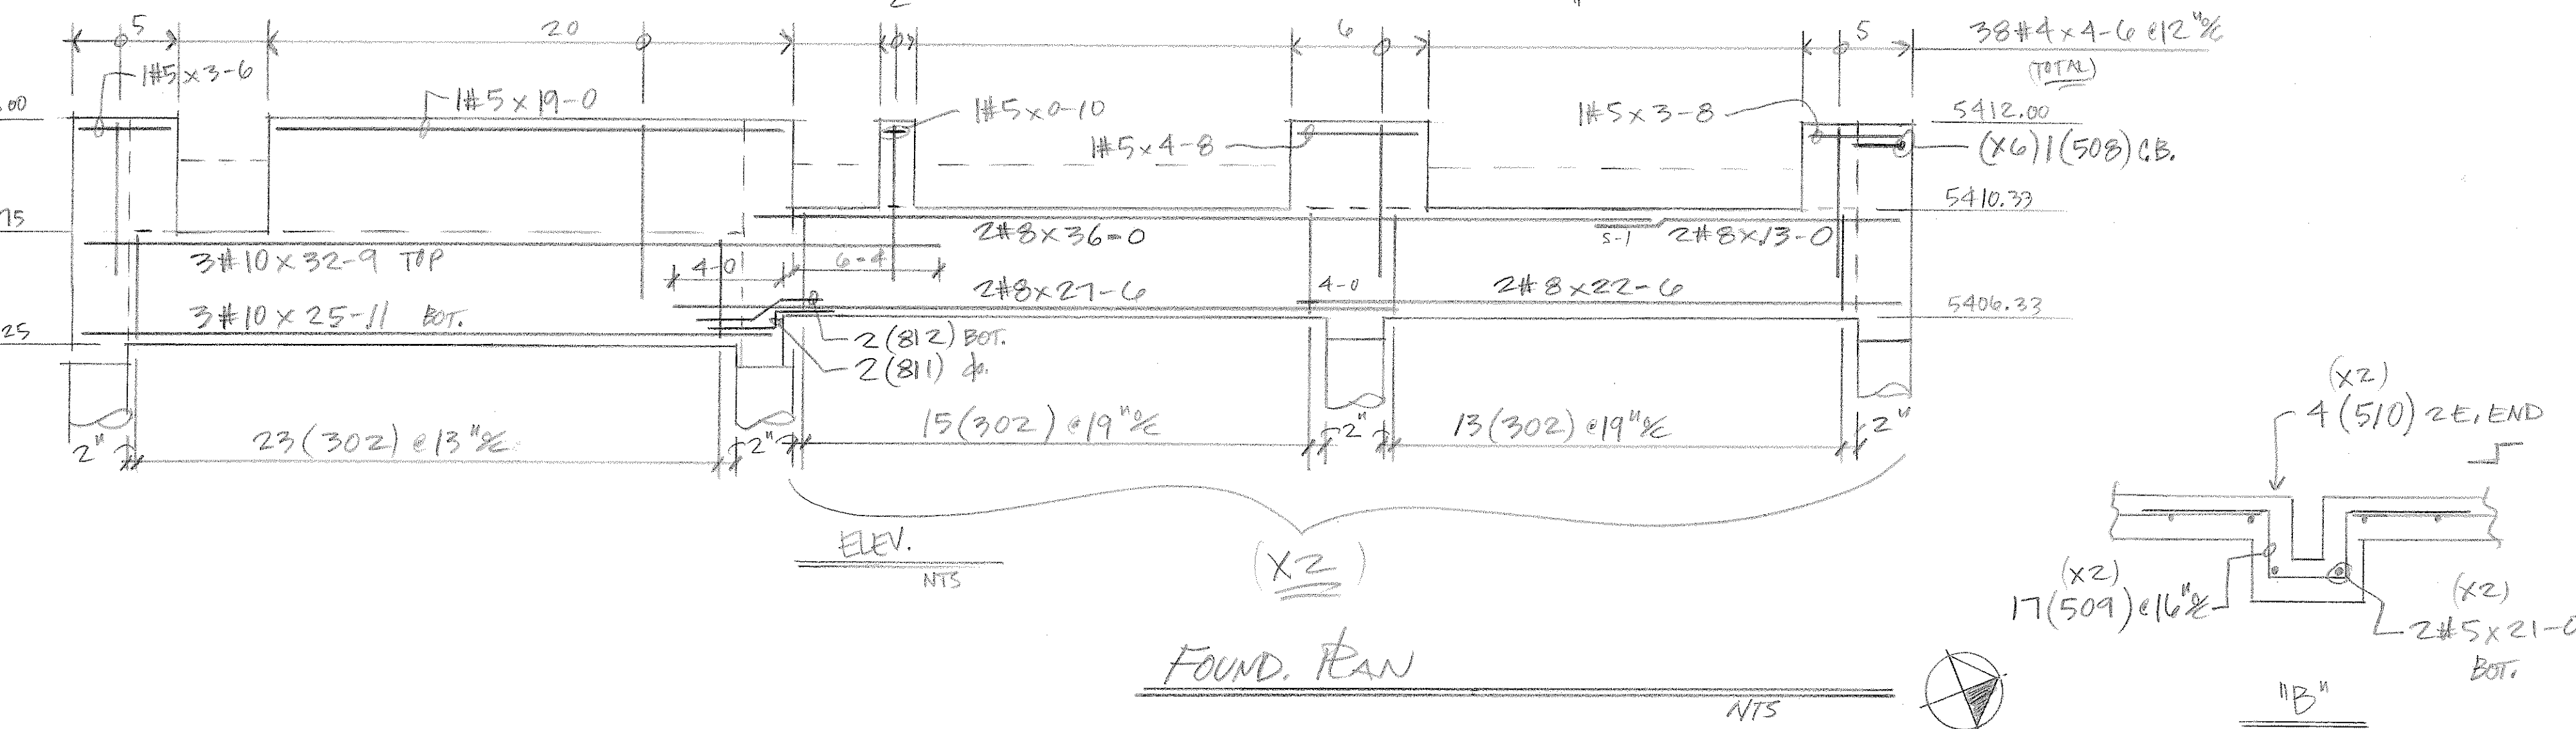 5
20
2
6
5
38#4x4-6 @12"o/c
(TOTAL)
1#5x3-6
1#5x19-0
1#5x0-10
1#5x4-8
1#5x3-8
.00
5412.00
(X6) 1(508) C.B.
75
5410.33
3#10x32-9 TOP
4-0
6-4
2#8x36-0
S-1
2#8x13-0
3#10x25-11 BOT.
2#8x27-6
4-0
2#8x22-6
5406.33
25
2(812) BOT.
2(811) do.
2"
23(302)@13"o/c
2"
15(302)@19"o/c
2"
13(302)@19"o/c
2"
(X2)
4(510) 2E.END
ELEV.
NTS
(X2)
(X2)
17(509)@16"o/c
(X2)
2#5x21-0
BOT.
FOUND. PLAN
NTS
"B"